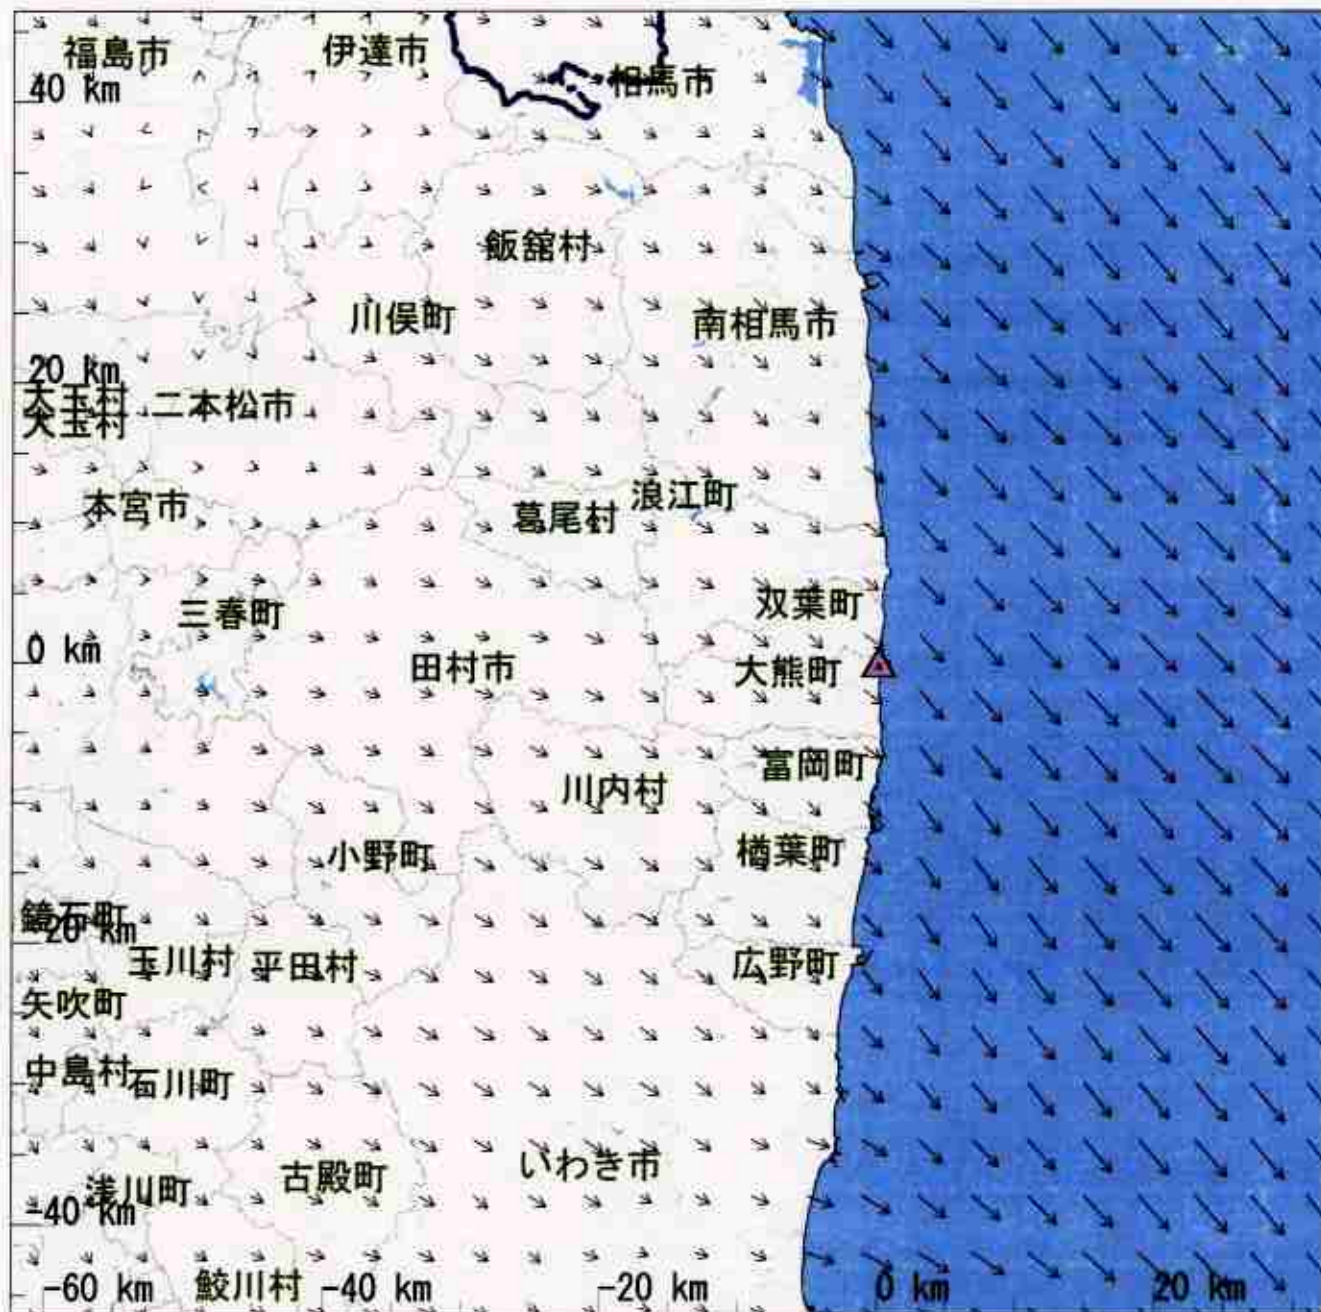 福島市
伊達市
相馬市
40 km
飯舘村
川俣町
南相馬市
20 km
大玉村
大玉村
二本松市
本宮市
葛尾村
浪江町
双葉町
三春町
0 km
田村市
大熊町
富岡町
川内村
小野町
楢葉町
鏡石町
-20 km
玉川村
平田村
広野町
矢吹町
中島村
石川町
いわき市
浅川町
古殿町
-40 km
-60 km
鮫川村
-40 km
-20 km
0 km
20 km